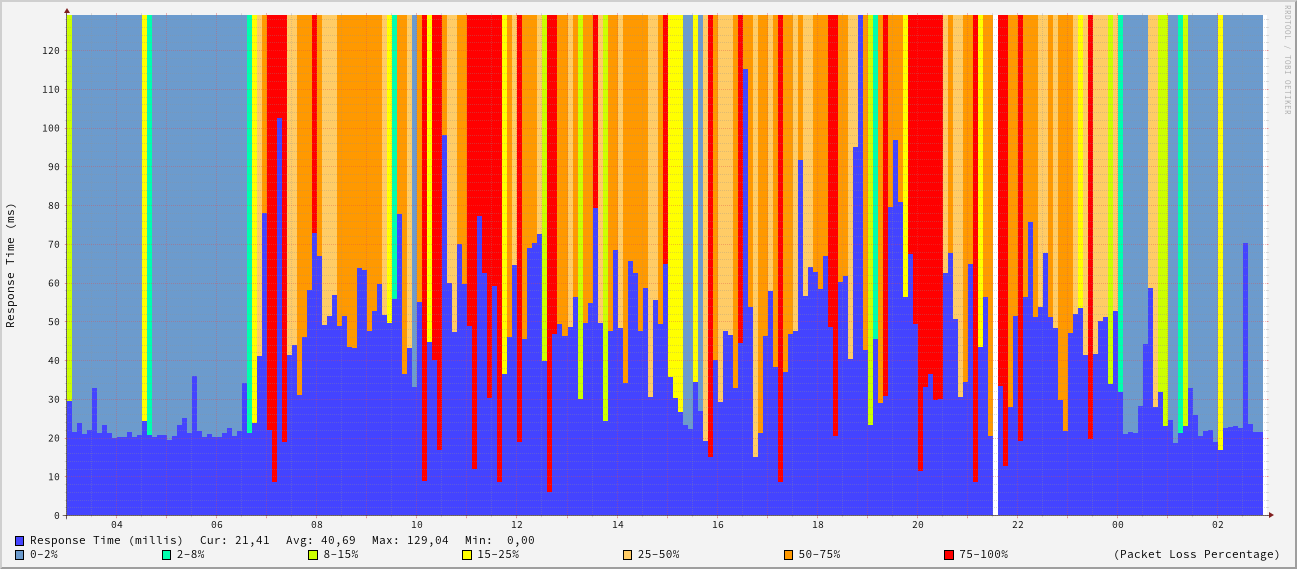 RRDTOOL / TOBI OETIKER
Response Time (ms)
120
110
100
90
80
70
60
50
40
30
20
10
0
04 06 08 10 12 14 16 18 20 22 00 02
Response Time (millis) Cur: 21,41 Avg: 40,69 Max: 129,04 Min: 0,00
0-2% 2-8% 8-15% 15-25% 25-50% 50-75% 75-100% (Packet Loss Percentage)